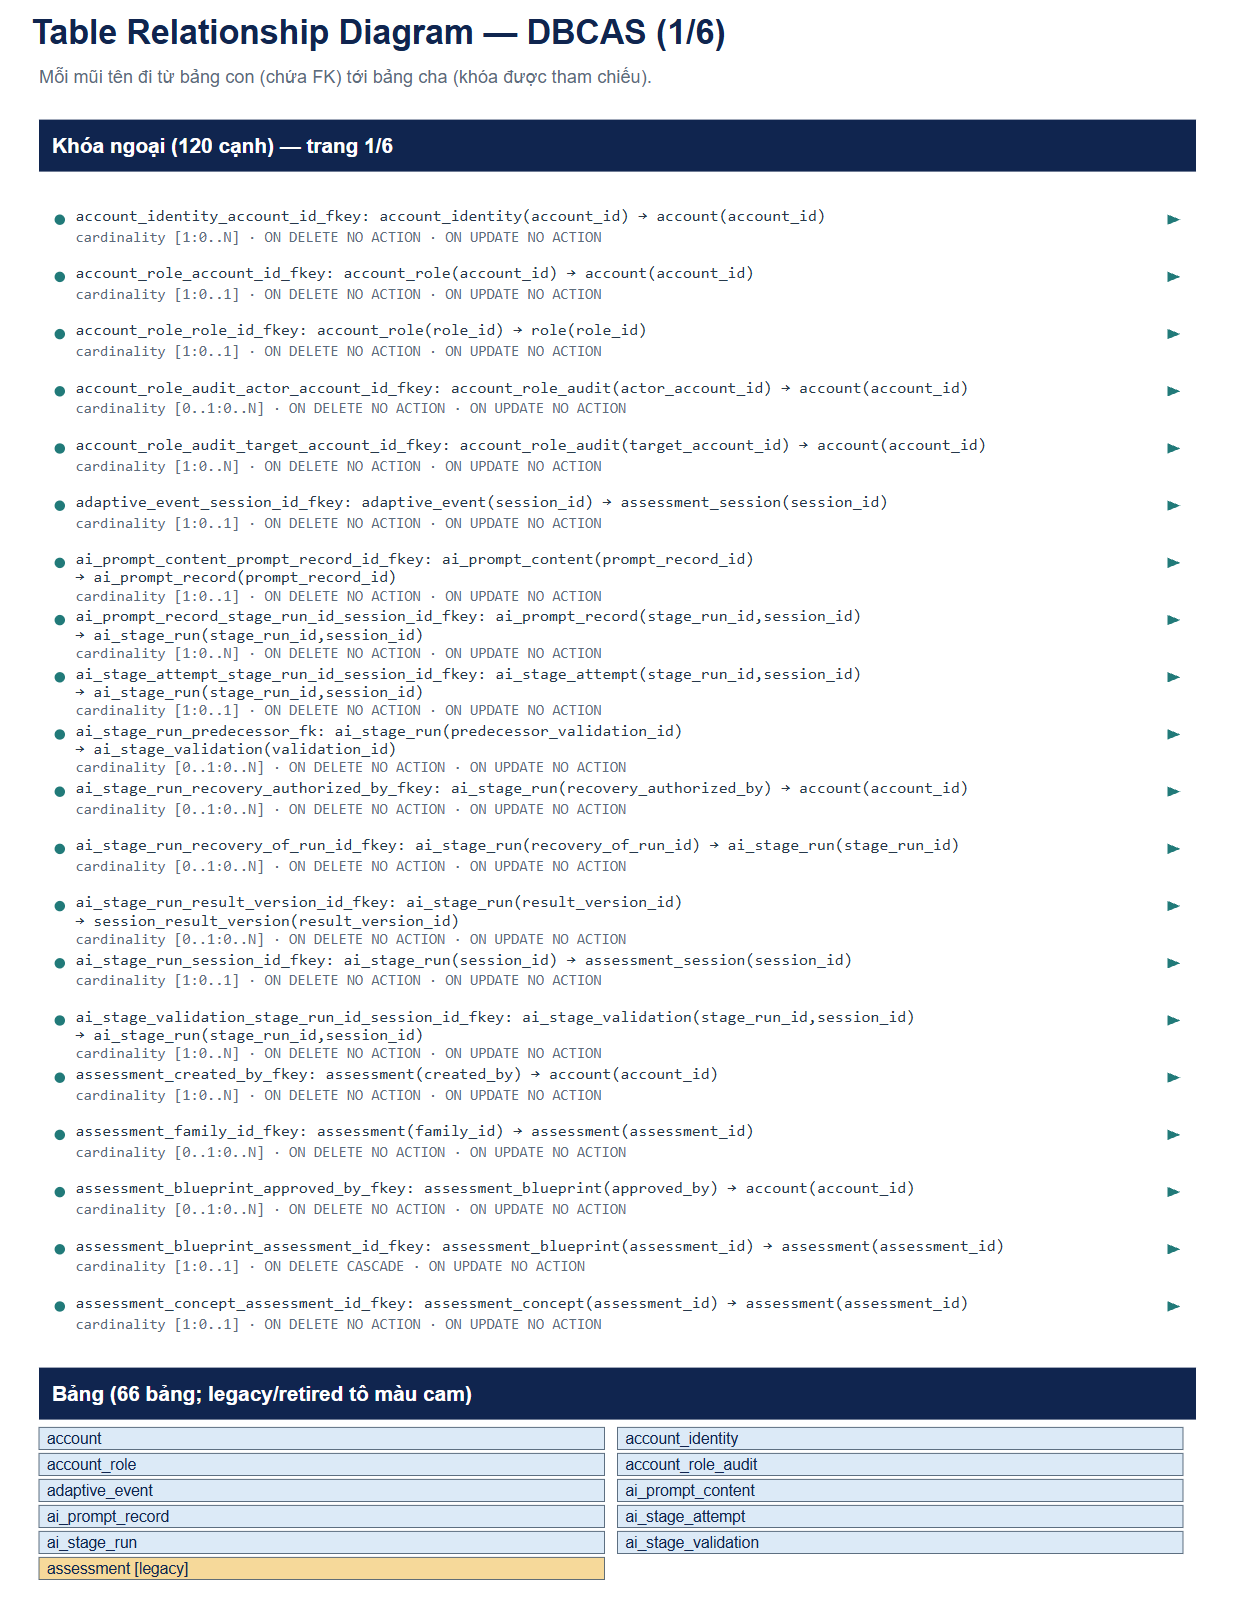 Table Relationship Diagram — DBCAS (1/6)
Mỗi mũi tên đi từ bảng con (chứa FK) tới bảng cha (khóa được tham chiếu).
Khóa ngoại (120 cạnh) — trang 1/6
account_identity_account_id_fkey: account_identity(account_id) → account(account_id)
cardinality [1:0..N] · ON DELETE NO ACTION · ON UPDATE NO ACTION
account_role_account_id_fkey: account_role(account_id) → account(account_id)
cardinality [1:0..1] · ON DELETE NO ACTION · ON UPDATE NO ACTION
account_role_role_id_fkey: account_role(role_id) → role(role_id)
cardinality [1:0..1] · ON DELETE NO ACTION · ON UPDATE NO ACTION
account_role_audit_actor_account_id_fkey: account_role_audit(actor_account_id) → account(account_id)
cardinality [0..1:0..N] · ON DELETE NO ACTION · ON UPDATE NO ACTION
account_role_audit_target_account_id_fkey: account_role_audit(target_account_id) → account(account_id)
cardinality [1:0..N] · ON DELETE NO ACTION · ON UPDATE NO ACTION
adaptive_event_session_id_fkey: adaptive_event(session_id) → assessment_session(session_id)
cardinality [1:0..1] · ON DELETE NO ACTION · ON UPDATE NO ACTION
ai_prompt_content_prompt_record_id_fkey: ai_prompt_content(prompt_record_id)
→ ai_prompt_record(prompt_record_id)
cardinality [1:0..1] · ON DELETE NO ACTION · ON UPDATE NO ACTION
ai_prompt_record_stage_run_id_session_id_fkey: ai_prompt_record(stage_run_id,session_id)
→ ai_stage_run(stage_run_id,session_id)
cardinality [1:0..N] · ON DELETE NO ACTION · ON UPDATE NO ACTION
ai_stage_attempt_stage_run_id_session_id_fkey: ai_stage_attempt(stage_run_id,session_id)
→ ai_stage_run(stage_run_id,session_id)
cardinality [1:0..1] · ON DELETE NO ACTION · ON UPDATE NO ACTION
ai_stage_run_predecessor_fk: ai_stage_run(predecessor_validation_id)
→ ai_stage_validation(validation_id)
cardinality [0..1:0..N] · ON DELETE NO ACTION · ON UPDATE NO ACTION
ai_stage_run_recovery_authorized_by_fkey: ai_stage_run(recovery_authorized_by) → account(account_id)
cardinality [0..1:0..N] · ON DELETE NO ACTION · ON UPDATE NO ACTION
ai_stage_run_recovery_of_run_id_fkey: ai_stage_run(recovery_of_run_id) → ai_stage_run(stage_run_id)
cardinality [0..1:0..N] · ON DELETE NO ACTION · ON UPDATE NO ACTION
ai_stage_run_result_version_id_fkey: ai_stage_run(result_version_id)
→ session_result_version(result_version_id)
cardinality [0..1:0..N] · ON DELETE NO ACTION · ON UPDATE NO ACTION
ai_stage_run_session_id_fkey: ai_stage_run(session_id) → assessment_session(session_id)
cardinality [1:0..1] · ON DELETE NO ACTION · ON UPDATE NO ACTION
ai_stage_validation_stage_run_id_session_id_fkey: ai_stage_validation(stage_run_id,session_id)
→ ai_stage_run(stage_run_id,session_id)
cardinality [1:0..N] · ON DELETE NO ACTION · ON UPDATE NO ACTION
assessment_created_by_fkey: assessment(created_by) → account(account_id)
cardinality [1:0..N] · ON DELETE NO ACTION · ON UPDATE NO ACTION
assessment_family_id_fkey: assessment(family_id) → assessment(assessment_id)
cardinality [0..1:0..N] · ON DELETE NO ACTION · ON UPDATE NO ACTION
assessment_blueprint_approved_by_fkey: assessment_blueprint(approved_by) → account(account_id)
cardinality [0..1:0..N] · ON DELETE NO ACTION · ON UPDATE NO ACTION
assessment_blueprint_assessment_id_fkey: assessment_blueprint(assessment_id) → assessment(assessment_id)
cardinality [1:0..1] · ON DELETE CASCADE · ON UPDATE NO ACTION
assessment_concept_assessment_id_fkey: assessment_concept(assessment_id) → assessment(assessment_id)
cardinality [1:0..1] · ON DELETE NO ACTION · ON UPDATE NO ACTION
Bảng (66 bảng; legacy/retired tô màu cam)
account
account_identity
account_role
account_role_audit
adaptive_event
ai_prompt_content
ai_prompt_record
ai_stage_attempt
ai_stage_run
ai_stage_validation
assessment [legacy]